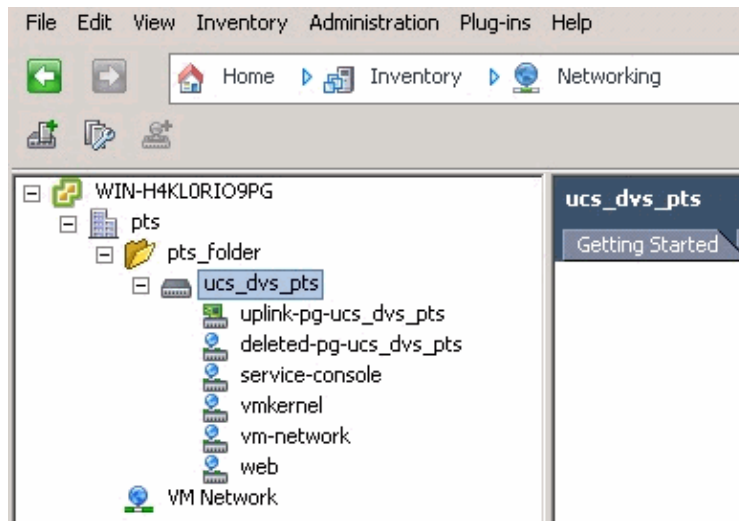 File Edit View Inventory Administration Plug-ins Help
Home Inventory Networking
WIN-H4KL0RIO9PG
pts
pts_folder
ucs_dvs_pts
uplink-pg-ucs_dvs_pts
deleted-pg-ucs_dvs_pts
service-console
vmkernel
vm-network
web
VM Network
ucs_dvs_pts
Getting Started